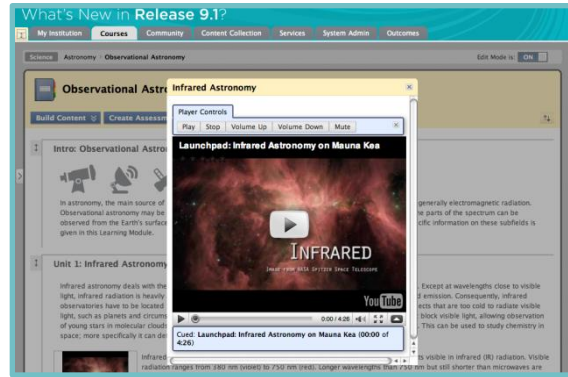 What's New in Release 9.1?
My Institution Courses Community Content Collection Services System Admin Outcomes
Science Astronomy Observational Astronomy Edit Mode is: ON
Observational Astro
Build Content Create Assessm
Infrared Astronomy
Player Controls
Play Stop Volume Up Volume Down Mute
Launchpad: Infrared Astronomy on Mauna Kea
INFRARED
IMAGE FROM NASA SPITZER SPACE TELESCOPE
YouTube
0:00 / 4:26
Cued: Launchpad: Infrared Astronomy on Mauna Kea (00:00 of
4:26)
Intro: Observational Astro
In astronomy, the main source of generally electromagnetic radiation.
Observational astronomy may be e parts of the spectrum can be
observed from the Earth's surface cific information on these subfields is
given in this Learning Module.
Unit 1: Infrared Astronomy
Infrared astronomy deals with the . Except at wavelengths close to visible
light, infrared radiation is heavily d emission. Consequently, infrared
observatories have to be located ects that are too cold to radiate visible
light, such as planets and circums block visible light, allowing observation
of young stars in molecular clouds This can be used to study chemistry in
space; more specifically it can de
Infrared s visible in infrared (IR) radiation. Visible
radiation ranges from 380 nm (violet) to 750 nm (red). Longer wavelengths than 750 nm but still shorter than microwaves are